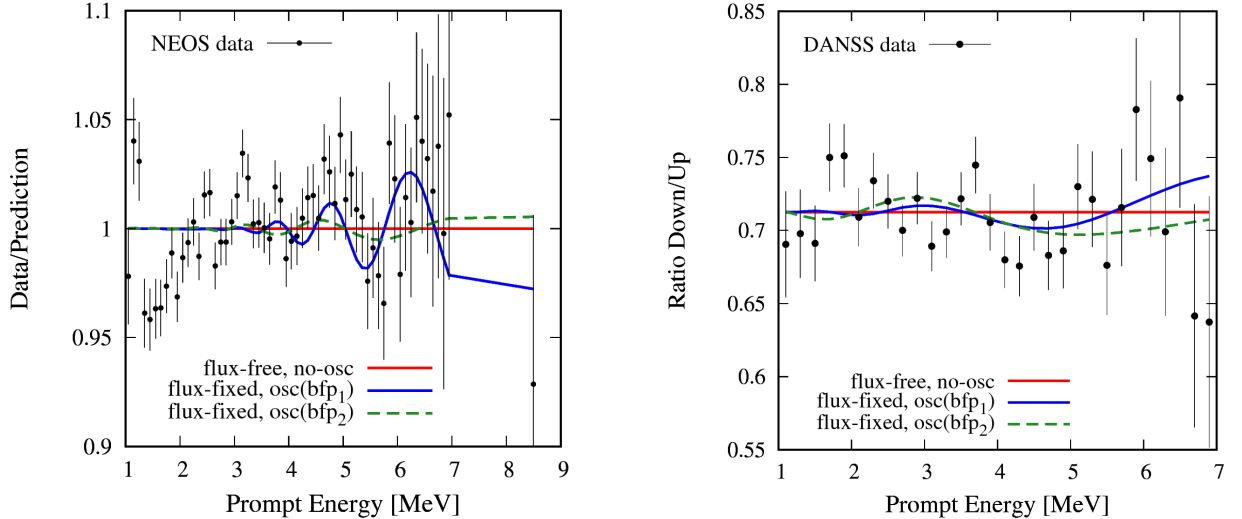 NEOS data
Data/Prediction
1.1
1.05
1
0.95
0.9
flux-free, no-osc
flux-fixed, osc(bfp1)
flux-fixed, osc(bfp2)
1 2 3 4 5 6 7 8 9
Prompt Energy [MeV]
DANSS data
Ratio Down/Up
0.85
0.8
0.75
0.7
0.65
0.6
0.55
flux-free, no-osc
flux-fixed, osc(bfp1)
flux-fixed, osc(bfp2)
1 2 3 4 5 6 7
Prompt Energy [MeV]